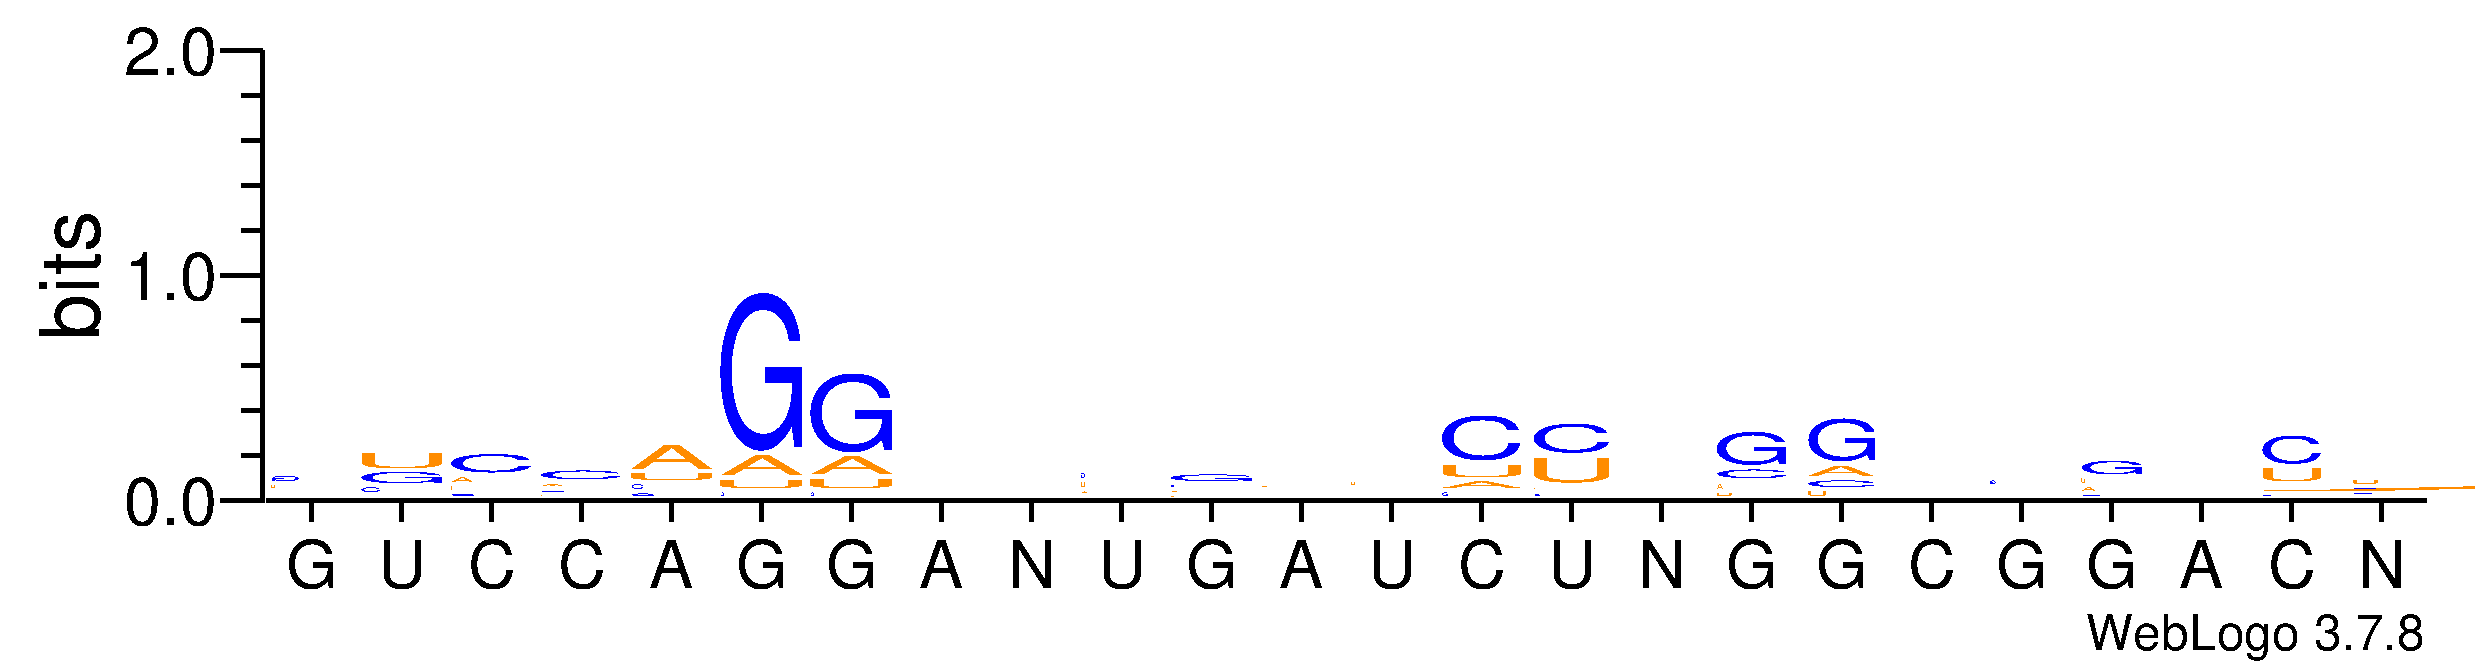 2.0
bits
1.0
0.0
G U C C A G G A N U G A U C U N G G C G G A C N
WebLogo 3.7.8